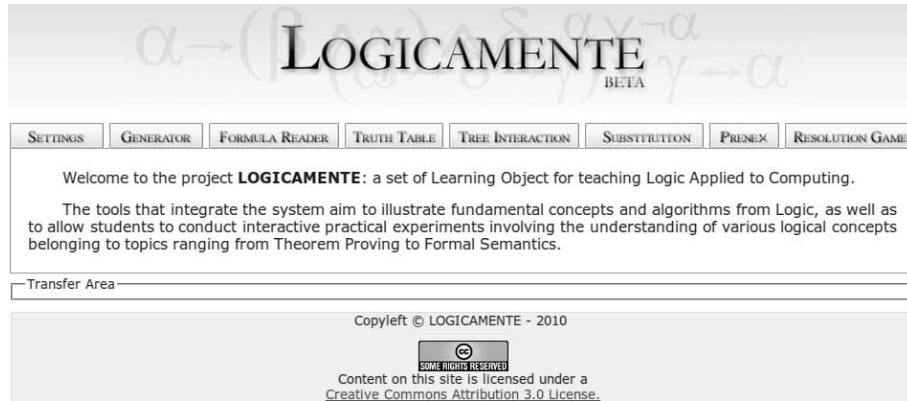 LOGICAMENTE
BETA
SETTINGS GENERATOR FORMULA READER TRUTH TABLE TREE INTERACTION SUBSTITUTION PRENEX RESOLUTION GAME
Welcome to the project LOGICAMENTE: a set of Learning Object for teaching Logic Applied to Computing.
The tools that integrate the system aim to illustrate fundamental concepts and algorithms from Logic, as well as
to allow students to conduct interactive practical experiments involving the understanding of various logical concepts
belonging to topics ranging from Theorem Proving to Formal Semantics.
Transfer Area
Copyleft © LOGICAMENTE - 2010
cc
SOME RIGHTS RESERVED
Content on this site is licensed under a
Creative Commons Attribution 3.0 License.